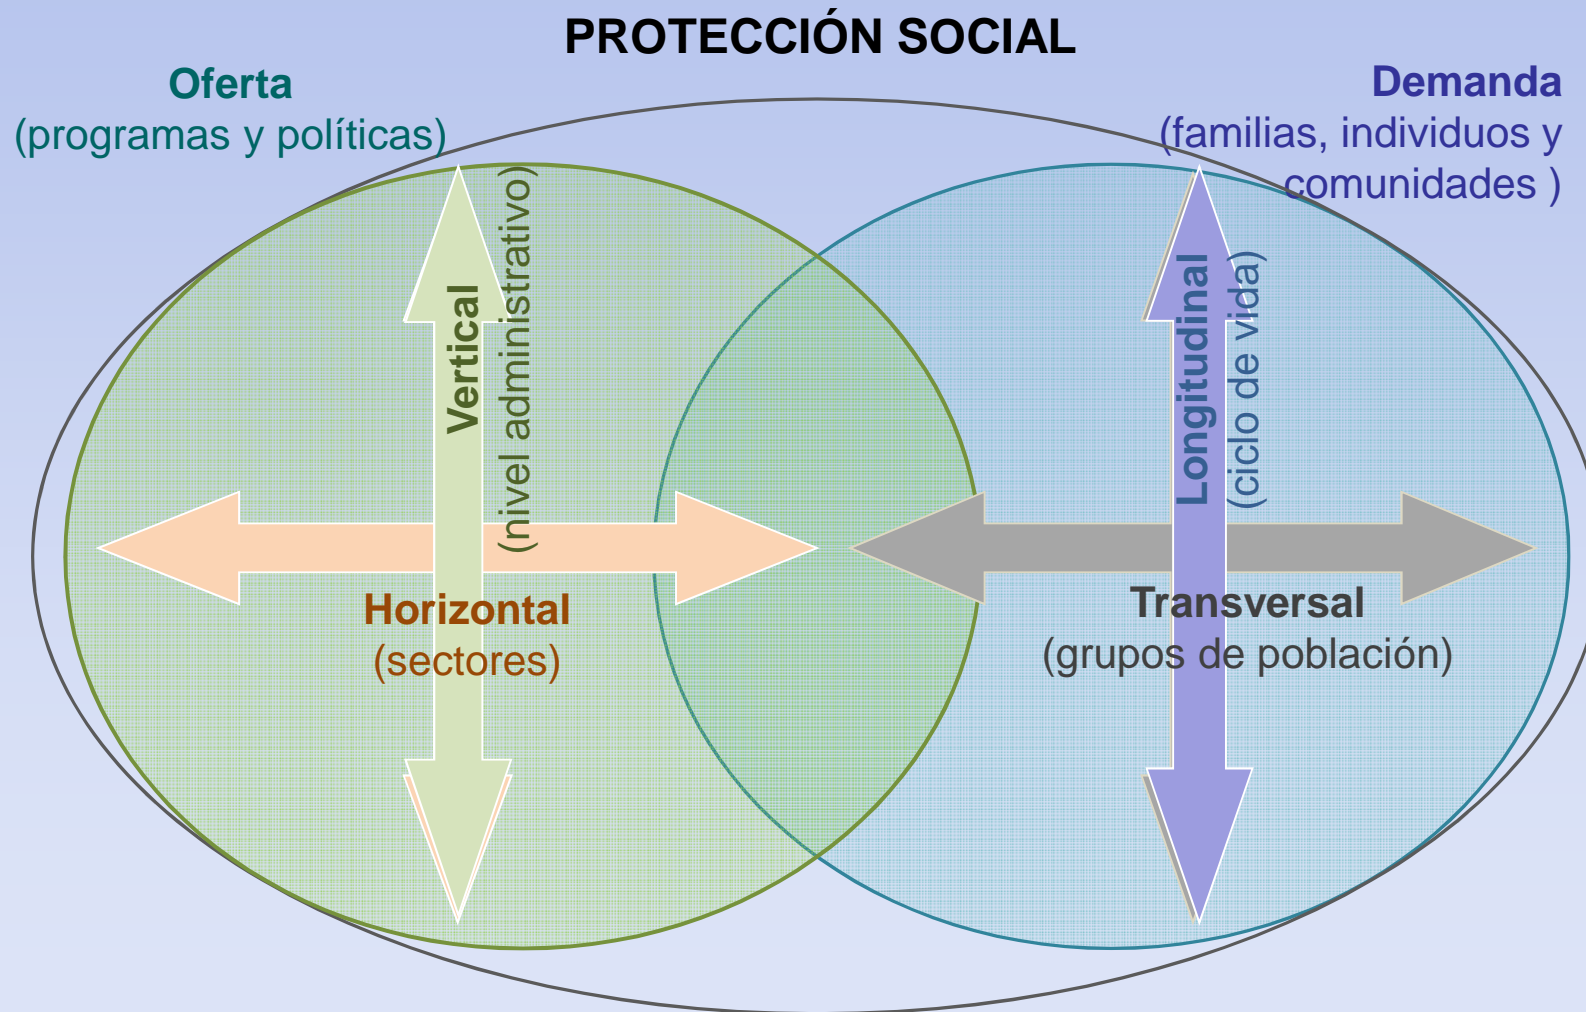 PROTECCIÓN SOCIAL
Oferta
(programas y políticas)
Demanda
(familias, individuos y
comunidades )
Vertical
(nivel administrativo)
Longitudinal
(ciclo de vida)
Horizontal
(sectores)
Transversal
(grupos de población)